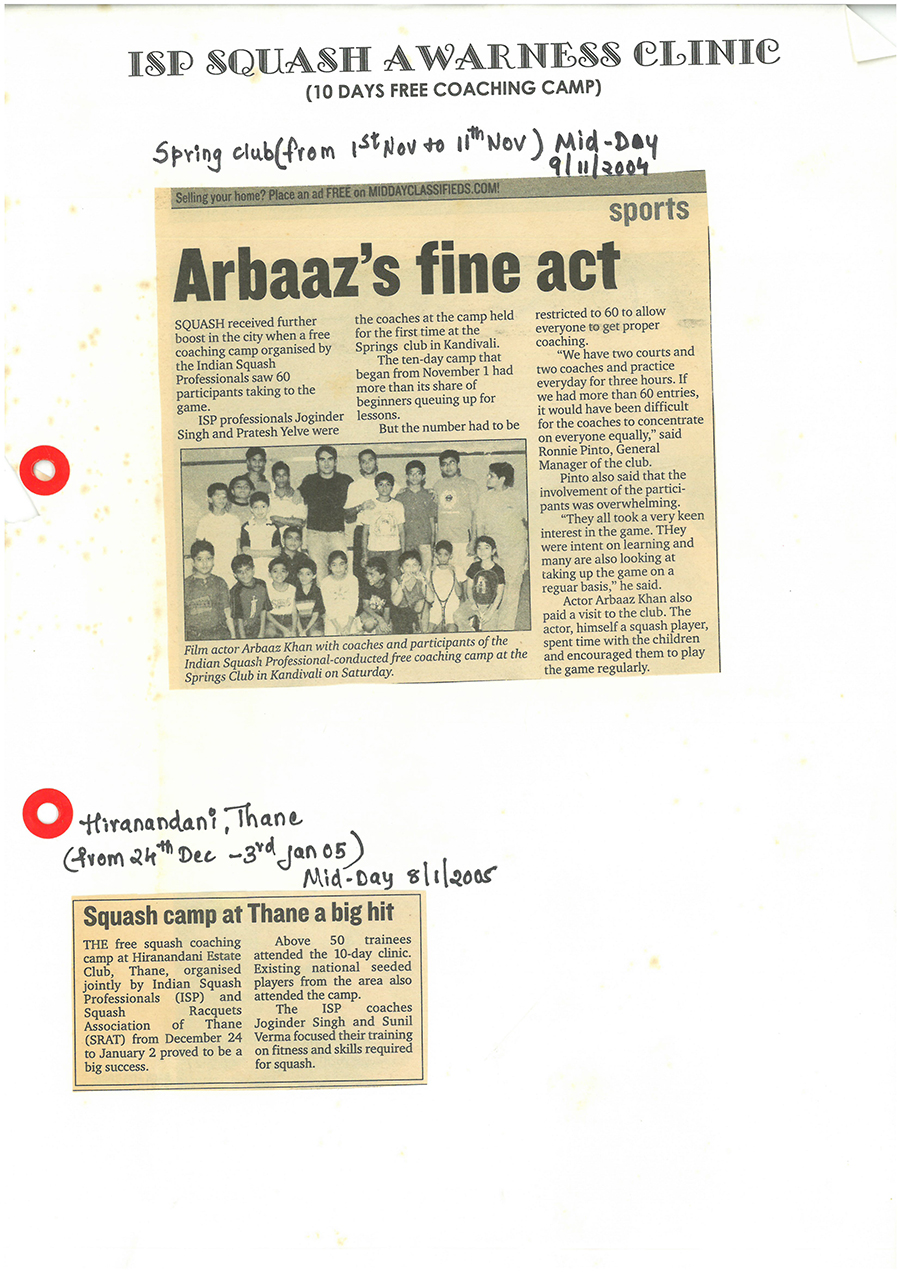 ISP SQUASH AWARNESS CLINIC
(10 DAYS FREE COACHING CAMP)
Spring club (from 1st Nov to 11th Nov) Mid-Day
9/11/2004
Selling your home? Place an ad FREE on MIDDAYCLASSIFIEDS.COM!
sports
Arbaaz's fine act
SQUASH received further
boost in the city when a free
coaching camp organised by
the Indian Squash
Professionals saw 60
participants taking to the
game.
ISP professionals Joginder
Singh and Pratesh Yelve were
the coaches at the camp held
for the first time at the
Springs club in Kandivali.
The ten-day camp that
began from November 1 had
more than its share of
beginners queuing up for
lessons.
But the number had to be
restricted to 60 to allow
everyone to get proper
coaching.
"We have two courts and
two coaches and practice
everyday for three hours. If
we had more than 60 entries,
it would have been difficult
for the coaches to concentrate
on everyone equally," said
Ronnie Pinto, General
Manager of the club.
Pinto also said that the
involvement of the partici-
pants was overwhelming.
"They all took a very keen
interest in the game. THey
were intent on learning and
many are also looking at
taking up the game on a
reguar basis," he said.
Actor Arbaaz Khan also
paid a visit to the club. The
actor, himself a squash player,
spent time with the children
and encouraged them to play
the game regularly.
Film actor Arbaaz Khan with coaches and participants of the
Indian Squash Professional-conducted free coaching camp at the
Springs Club in Kandivali on Saturday.
Hiranandani, Thane
(from 24th Dec - 3rd Jan 05)
Mid-Day 8/1/2005
Squash camp at Thane a big hit
THE free squash coaching
camp at Hiranandani Estate
Club, Thane, organised
jointly by Indian Squash
Professionals (ISP) and
Squash Racquets
Association of Thane
(SRAT) from December 24
to January 2 proved to be a
big success.
Above 50 trainees
attended the 10-day clinic.
Existing national seeded
players from the area also
attended the camp.
The ISP coaches
Joginder Singh and Sunil
Verma focused their training
on fitness and skills required
for squash.